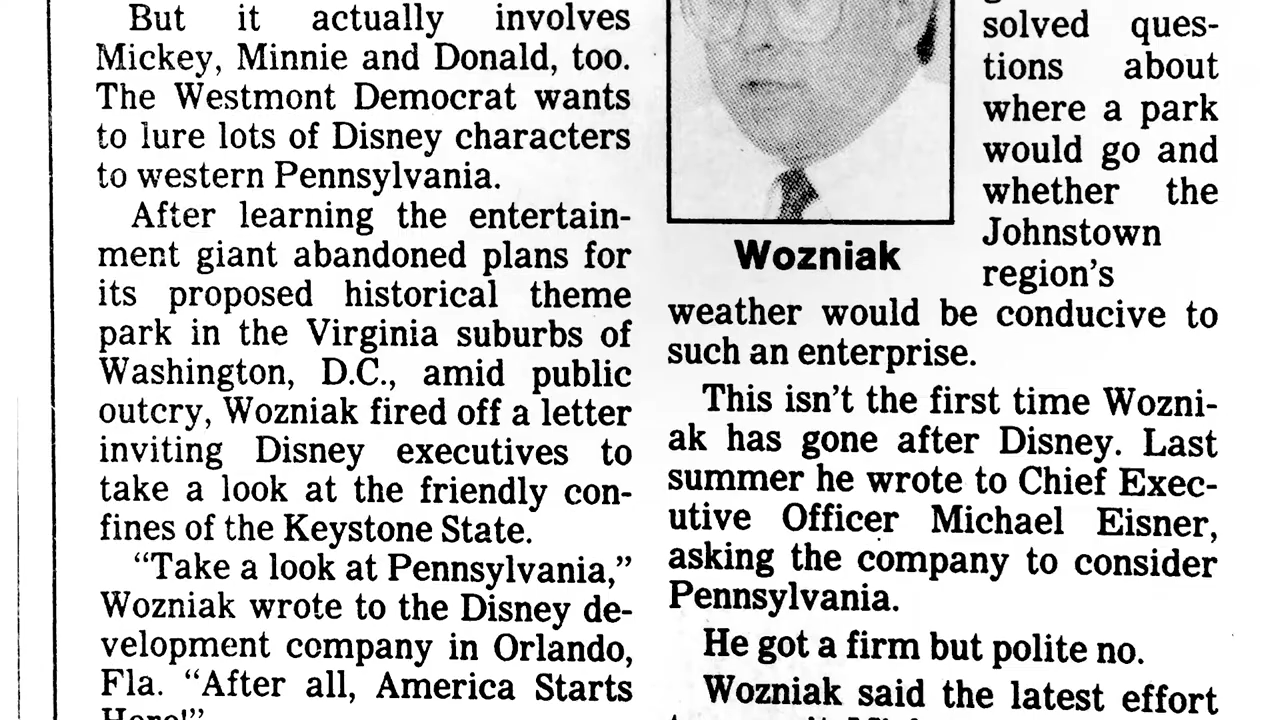 But it actually involves
Mickey, Minnie and Donald, too.
The Westmont Democrat wants
to lure lots of Disney characters
to western Pennsylvania.
After learning the entertain-
ment giant abandoned plans for
its proposed historical theme
park in the Virginia suburbs of
Washington, D.C., amid public
outcry, Wozniak fired off a letter
inviting Disney executives to
take a look at the friendly con-
fines of the Keystone State.
“Take a look at Pennsylvania,”
Wozniak wrote to the Disney de-
velopment company in Orlando,
Fla. “After all, America Starts
Here!”
Wozniak
solved ques-
tions about
where a park
would go and
whether the
Johnstown
region's
weather would be conducive to
such an enterprise.
This isn't the first time Wozni-
ak has gone after Disney. Last
summer he wrote to Chief Exec-
utive Officer Michael Eisner,
asking the company to consider
Pennsylvania.
He got a firm but polite no.
Wozniak said the latest effort